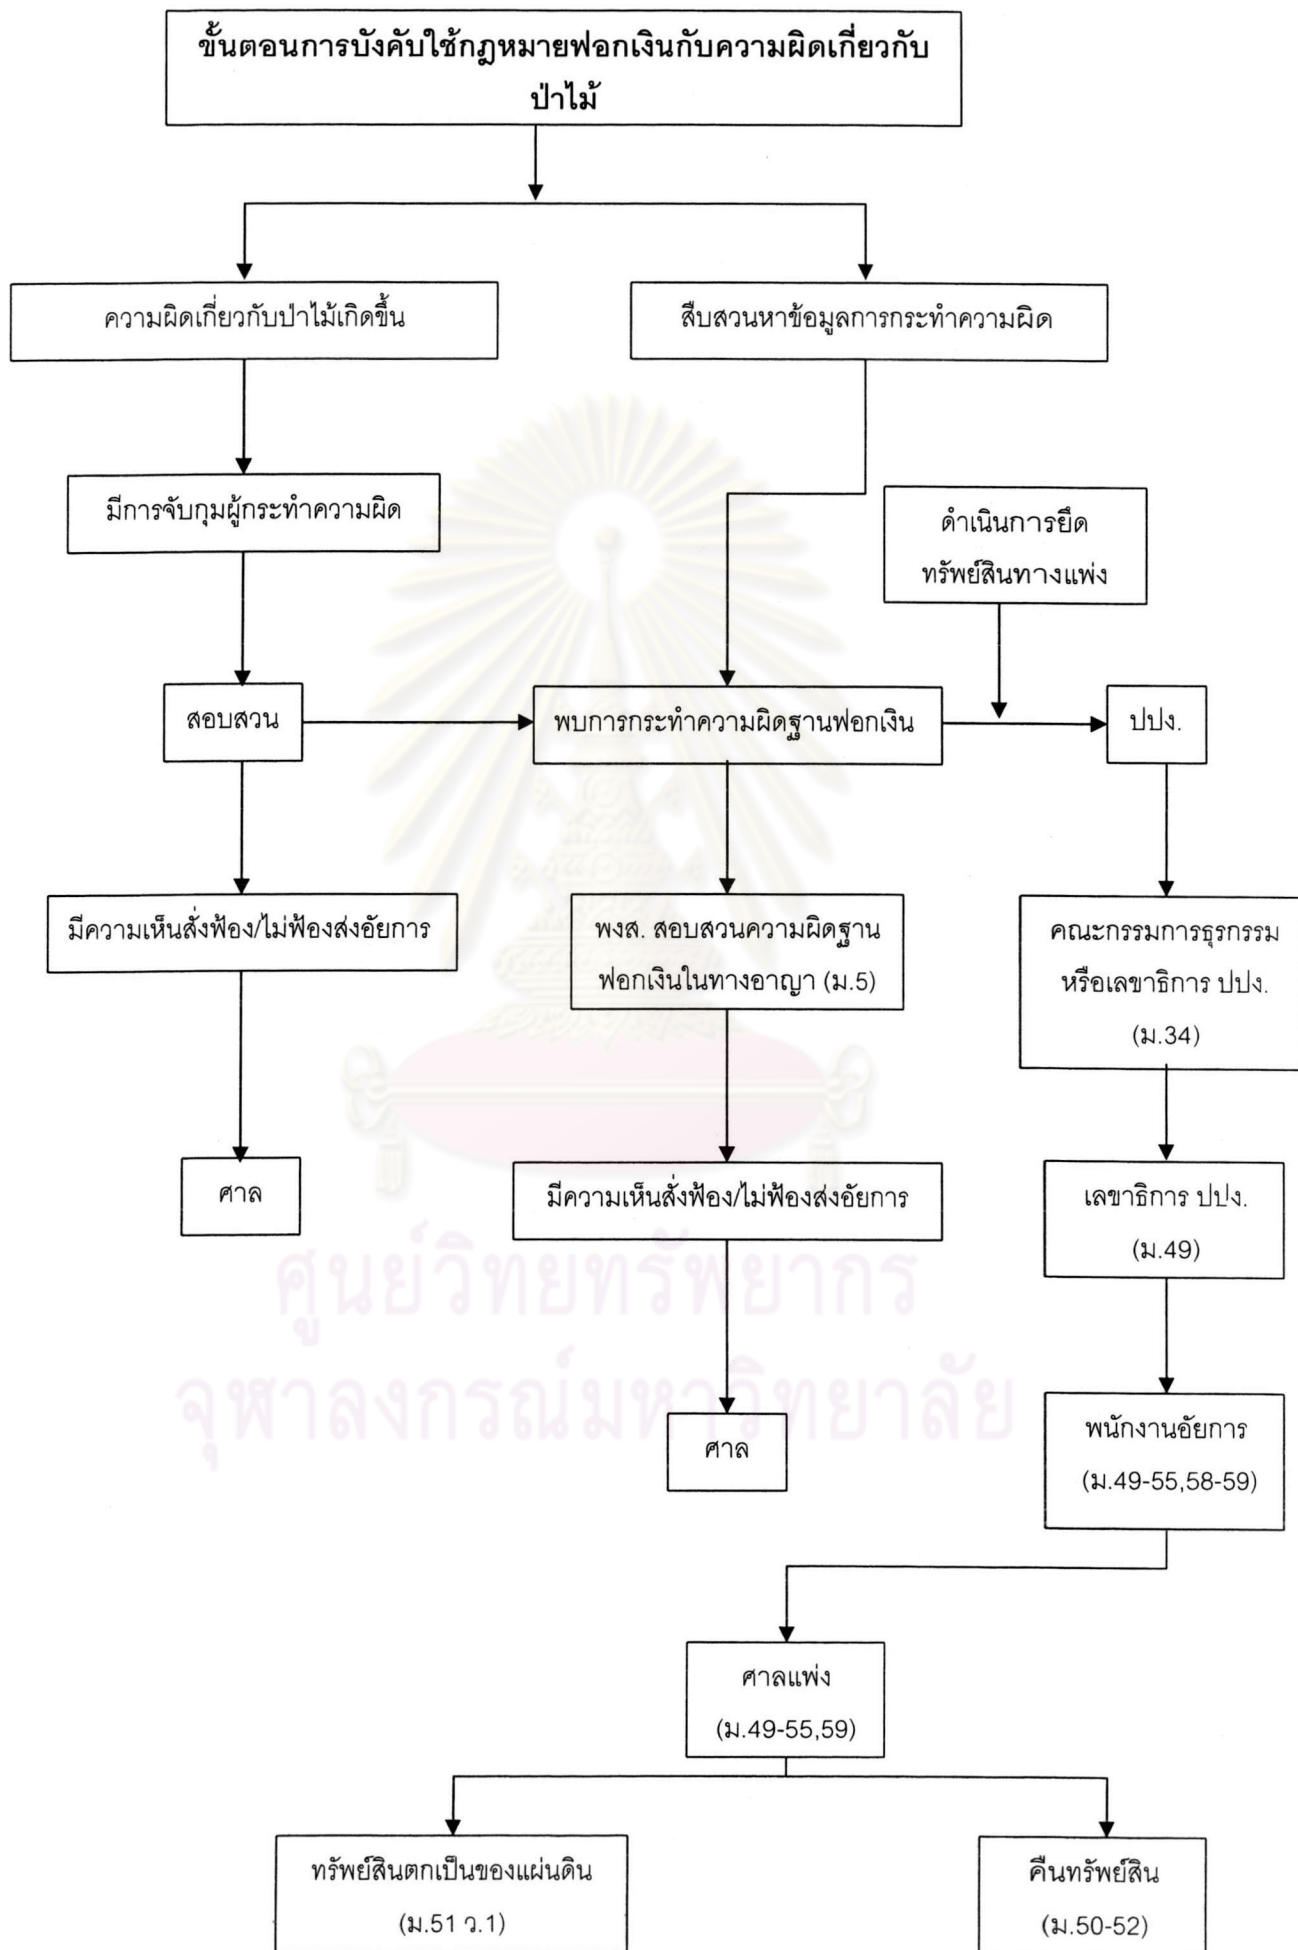 ขั้นตอนการบังคับใช้กฎหมายฟอกเงินกับความผิดเกี่ยวกับ
ป่าไม้
ความผิดเกี่ยวกับป่าไม้เกิดขึ้น
สืบสวนหาข้อมูลการกระทำความผิด
มีการจับกุมผู้กระทำความผิด
ดำเนินการยึด
ทรัพย์สินทางแพ่ง
สอบสวน
พบการกระทำความผิดฐานฟอกเงิน
ปปง.
มีความเห็นสั่งฟ้อง/ไม่ฟ้องส่งอัยการ
พงส. สอบสวนความผิดฐาน
ฟอกเงินในทางอาญา (ม.5)
คณะกรรมการธุรกรรม
หรือเลขาธิการ ปปง.
(ม.34)
ศาล
มีความเห็นสั่งฟ้อง/ไม่ฟ้องส่งอัยการ
เลขาธิการ ปปง.
(ม.49)
ศูนย์วิทยทรัพยากร
จุฬาลงกรณ์มหาวิทยาลัย
ศาล
พนักงานอัยการ
(ม.49-55,58-59)
ศาลแพ่ง
(ม.49-55,59)
ทรัพย์สินตกเป็นของแผ่นดิน
(ม.51 ว.1)
คืนทรัพย์สิน
(ม.50-52)